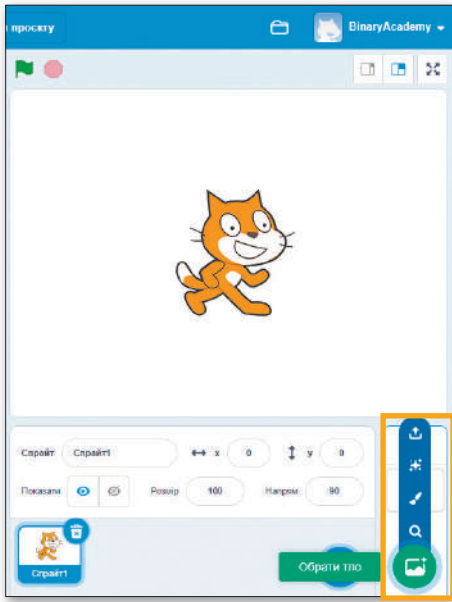 проєкту BinaryAcademy
Спрайт Спрайт1 x 0 y 0
Показати Розмір 100 Напрям 90
Спрайт1
Обрати тло